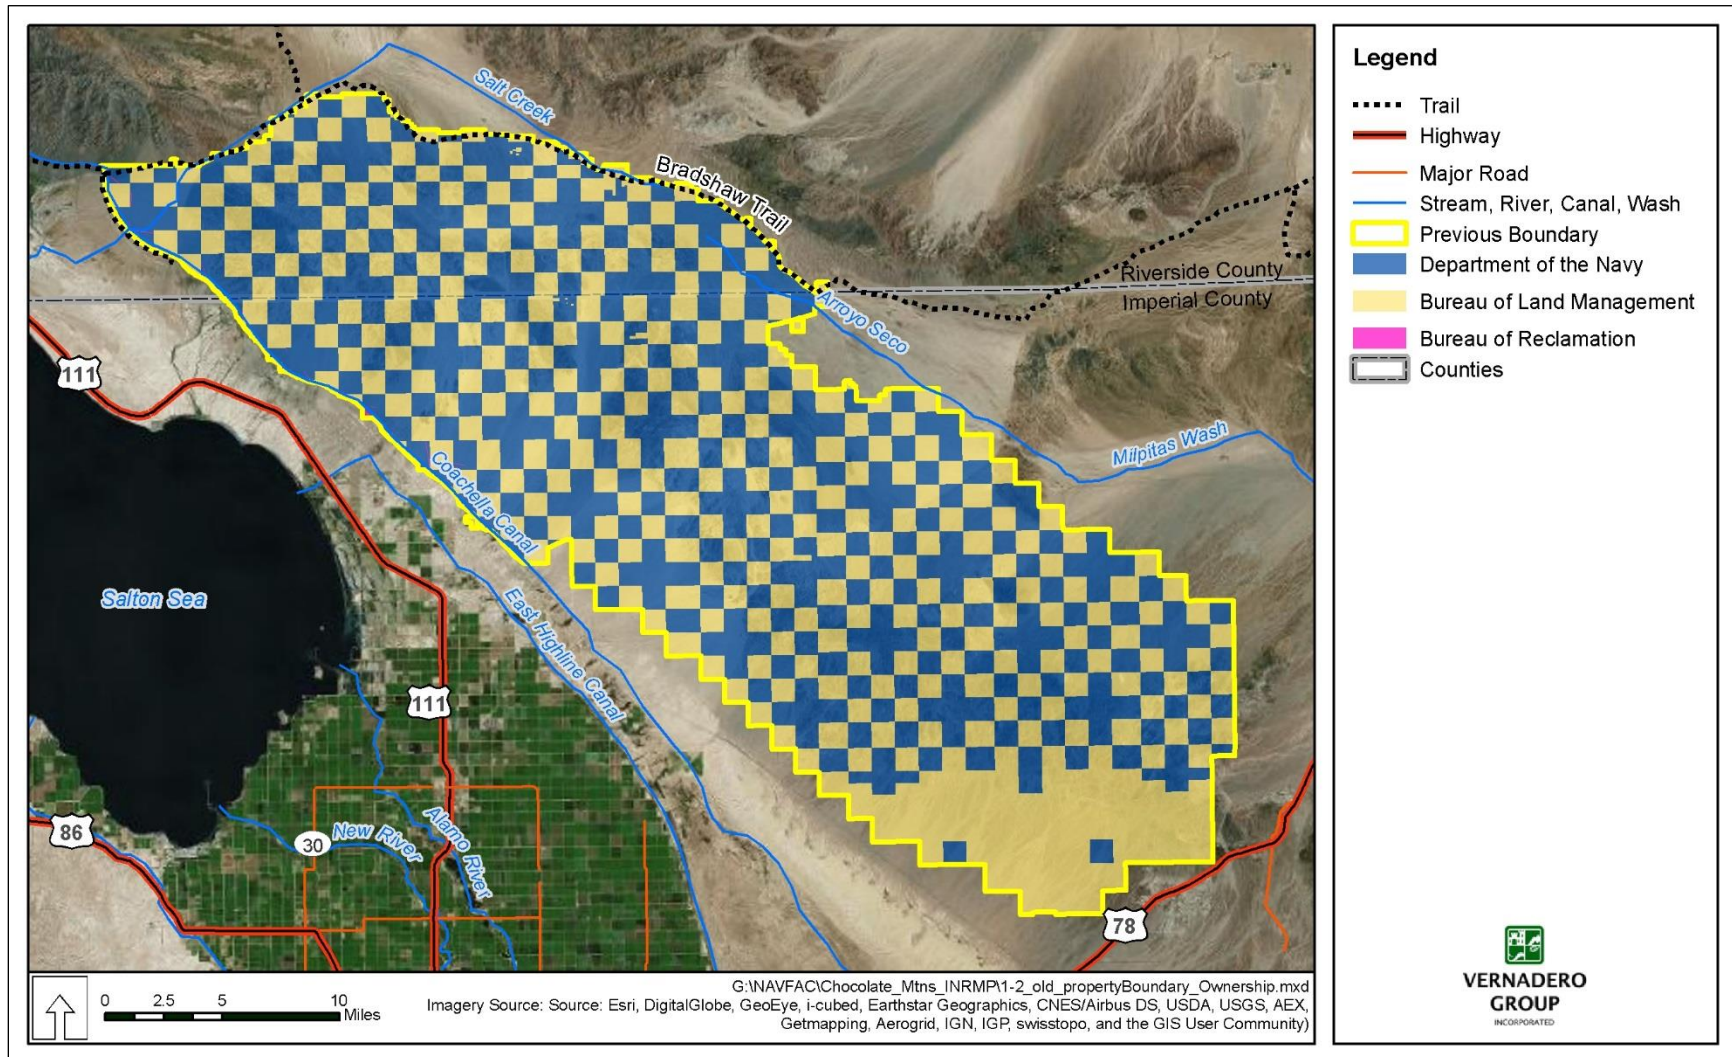 Salt Creek
Bradshaw Trail
Riverside County
Imperial County
Arroyo Seco
111
Milpitas Wash
Coachella Canal
Salton Sea
East Highline Canal
111
86
30
New River
Alamo River
78
0 2.5 5 10
Miles
G:\NAVFAC\Chocolate_Mtns_INRMP\1-2_old_propertyBoundary_Ownership.mxd
Imagery Source: Source: Esri, DigitalGlobe, GeoEye, i-cubed, Earthstar Geographics, CNES/Airbus DS, USDA, USGS, AEX,
Getmapping, Aerogrid, IGN, IGP, swisstopo, and the GIS User Community)
Legend
Trail
Highway
Major Road
Stream, River, Canal, Wash
Previous Boundary
Department of the Navy
Bureau of Land Management
Bureau of Reclamation
Counties
VERNADERO
GROUP
INCORPORATED